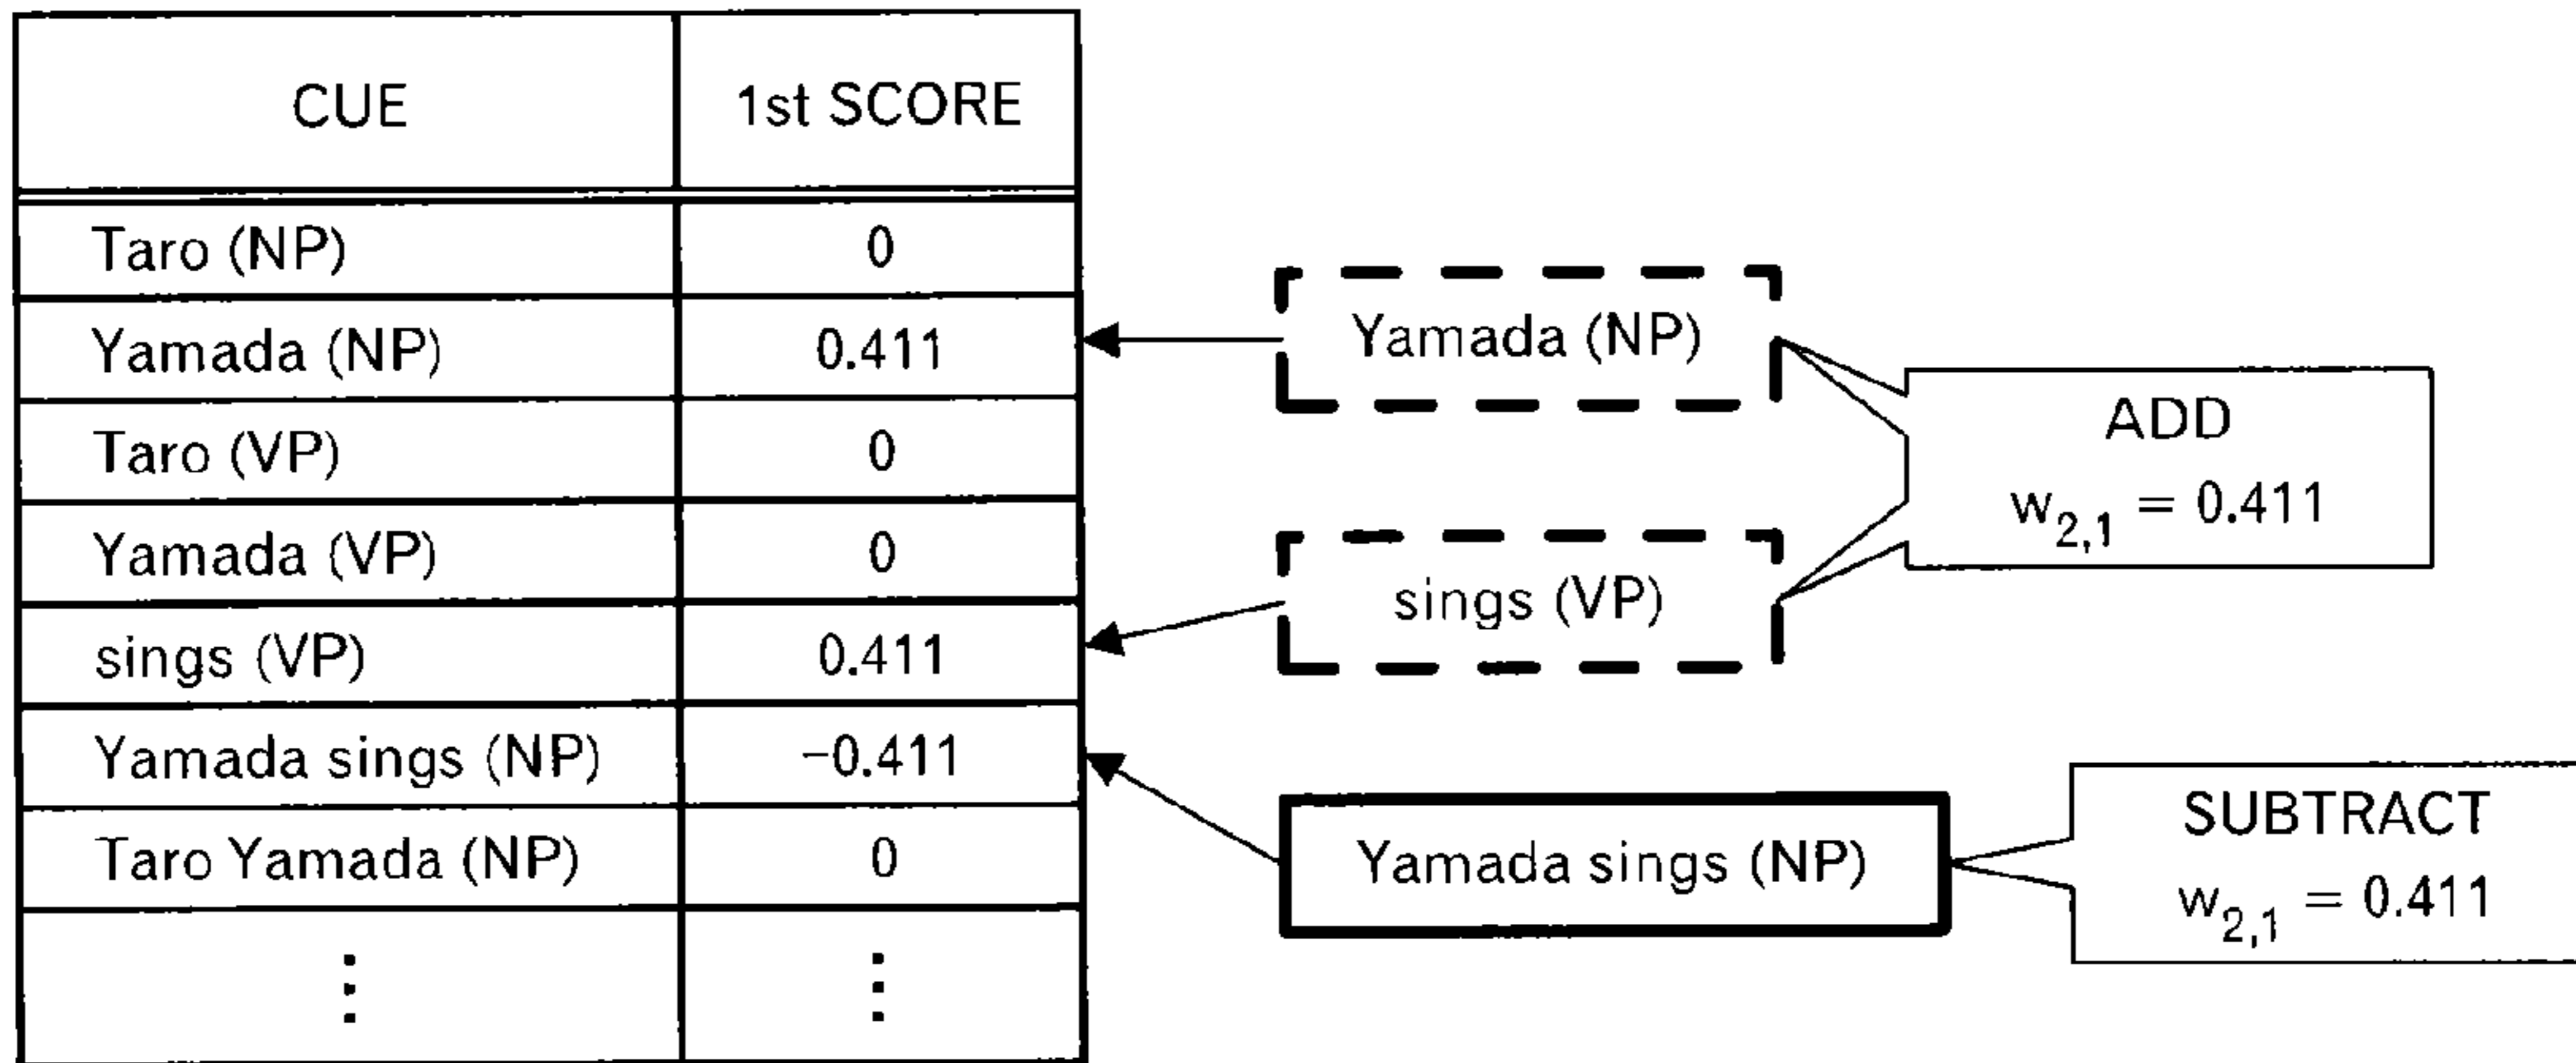 CUE 1st SCORE
Taro (NP) 0
Yamada (NP) 0.411
Taro (VP) 0
Yamada (VP) 0
sings (VP) 0.411
Yamada sings (NP) −0.411
Taro Yamada (NP) 0
⋮ ⋮
Yamada (NP)
sings (VP)
ADD
w2,1 = 0.411
Yamada sings (NP)
SUBTRACT
w2,1 = 0.411